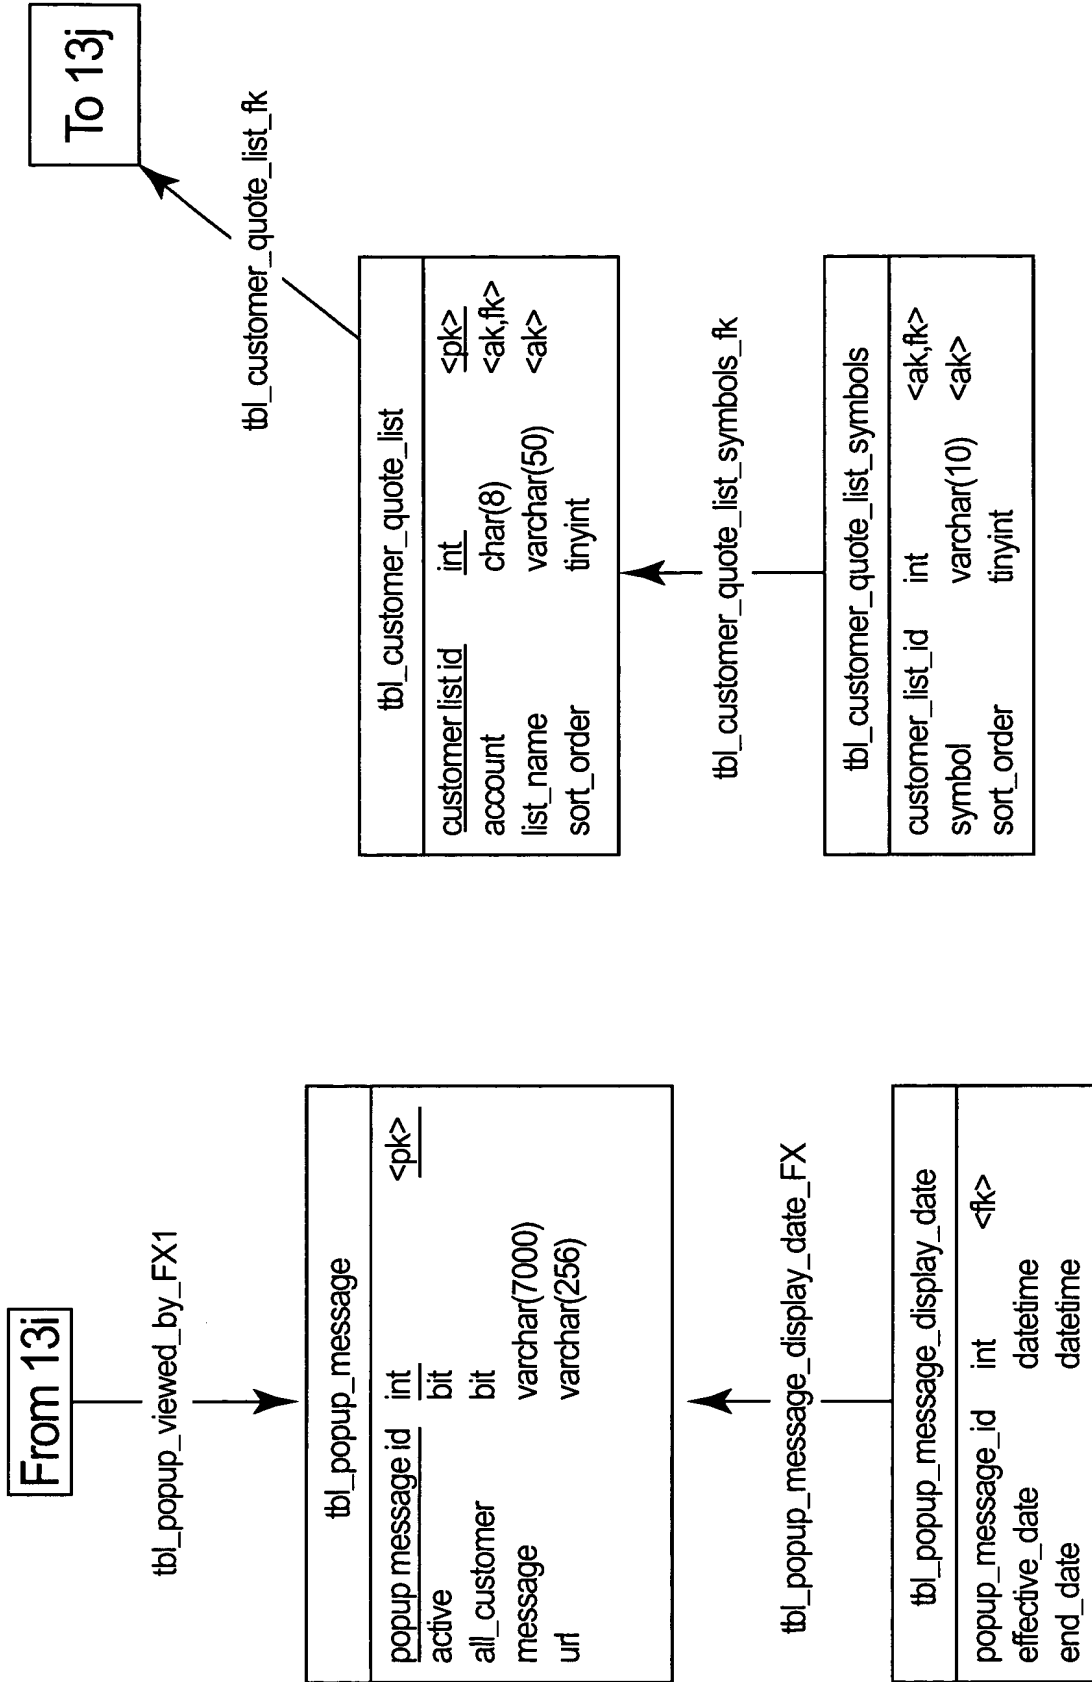 From 13i
tbl_popup_viewed_by_FX1
tbl_popup_message
popup message id int <pk>
active bit
all_customer bit
message varchar(7000)
url varchar(256)
tbl_popup_message_display_date_FX
tbl_popup_message_display_date
popup_message_id int <fk>
effective_date datetime
end_date datetime
To 13j
tbl_customer_quote_list_fk
tbl_customer_quote_list
customer list id int <pk>
account char(8) <ak,fk>
list_name varchar(50) <ak>
sort_order tinyint
tbl_customer_quote_list_symbols_fk
tbl_customer_quote_list_symbols
customer_list_id int <ak,fk>
symbol varchar(10) <ak>
sort_order tinyint